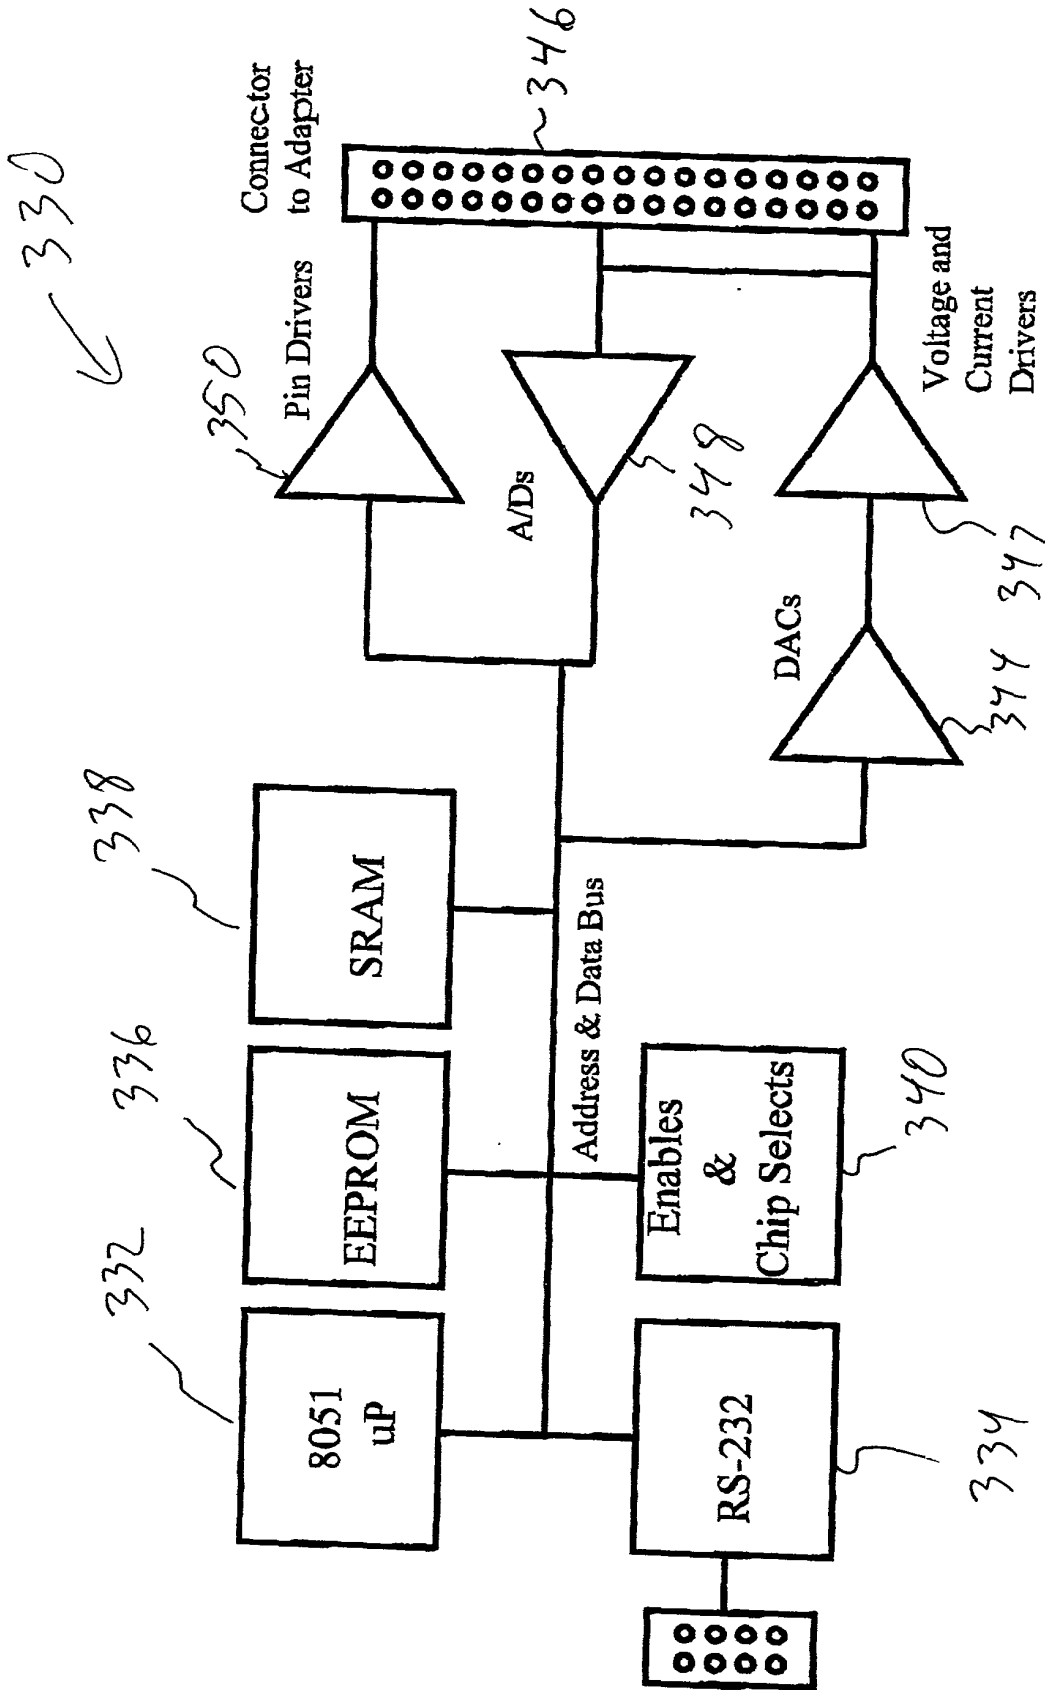 330
332
336
338
350
Pin Drivers
Connector
to Adapter
346
8051
uP
EEPROM
SRAM
A/Ds
348
Address & Data Bus
DACs
344
Voltage and
Current
Drivers
347
RS-232
334
Enables
&
Chip Selects
340